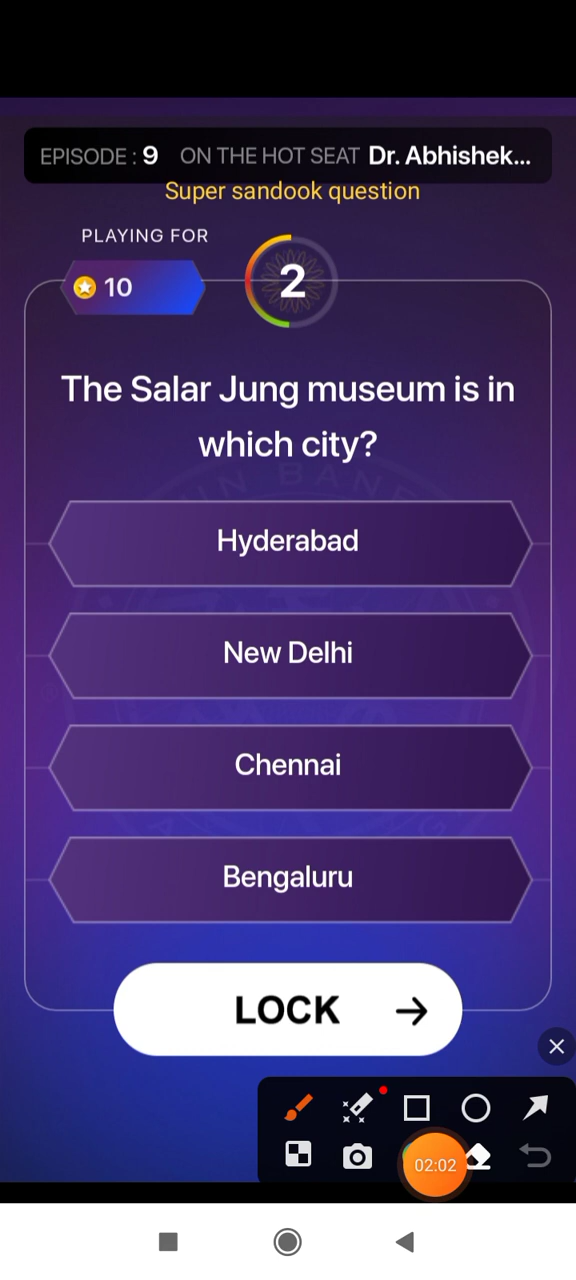 EPISODE : 9 ON THE HOT SEAT Dr. Abhishek...
Super sandook question
PLAYING FOR
10
2
The Salar Jung museum is in
which city?
Hyderabad
New Delhi
Chennai
Bengaluru
LOCK
02:02